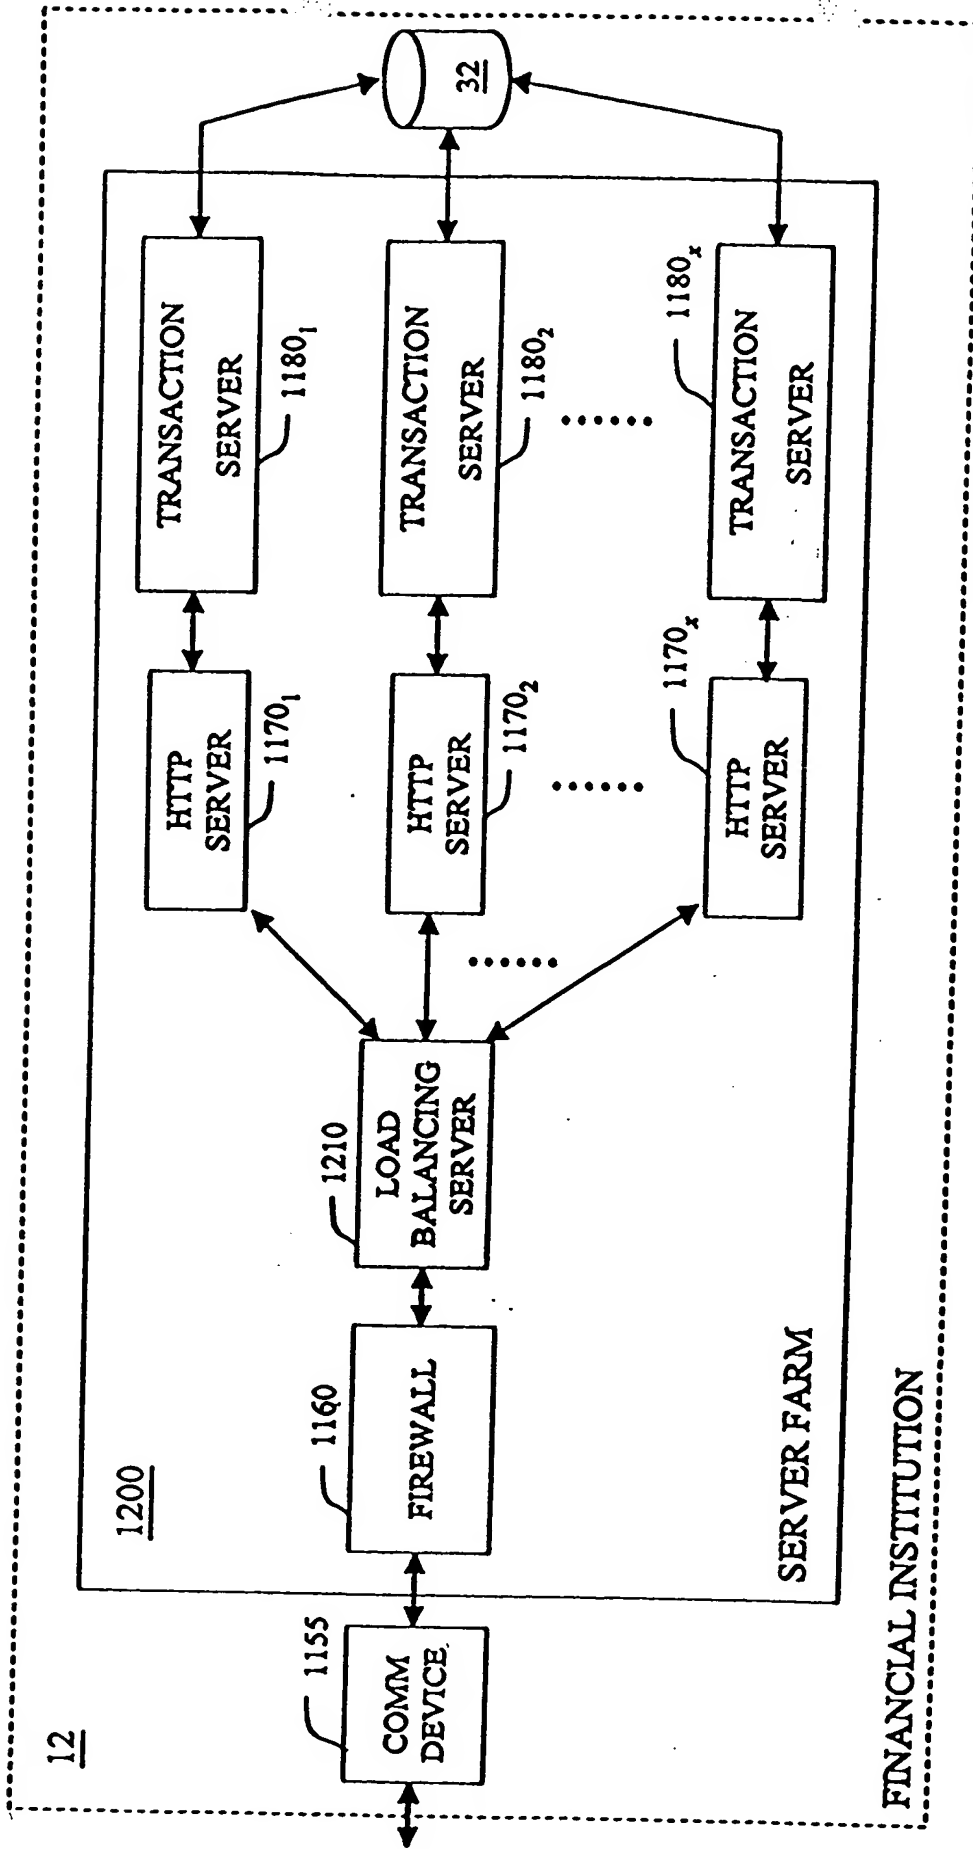 12
1200
1155
COMM
DEVICE
1160
FIREWALL
1210
LOAD
BALANCING
SERVER
HTTP
SERVER
1170₁
TRANSACTION
SERVER
1180₁
HTTP
SERVER
1170₂
TRANSACTION
SERVER
1180₂
HTTP
SERVER
1170ₓ
TRANSACTION
SERVER
1180ₓ
32
SERVER FARM
FINANCIAL INSTITUTION